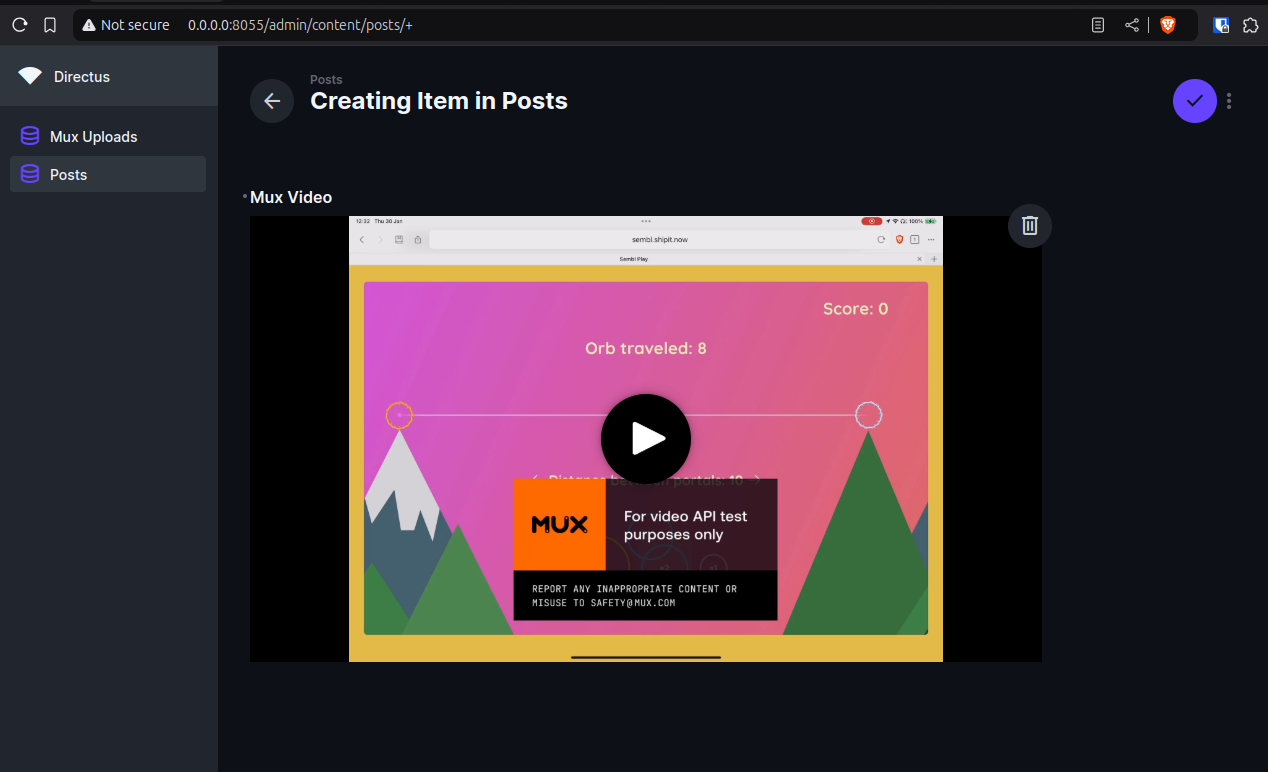 Not secure 0.0.0.0:8055/admin/content/posts/+
Directus
Mux Uploads
Posts
Posts
Creating Item in Posts
Mux Video
12:32 Thu 30 Jan
100%
sembl.shipit.now
Sembl Play
Score: 0
Orb traveled: 8
Distance between portals: 10
MUX
For video API test
purposes only
REPORT ANY INAPPROPRIATE CONTENT OR
MISUSE TO SAFETY@MUX.COM